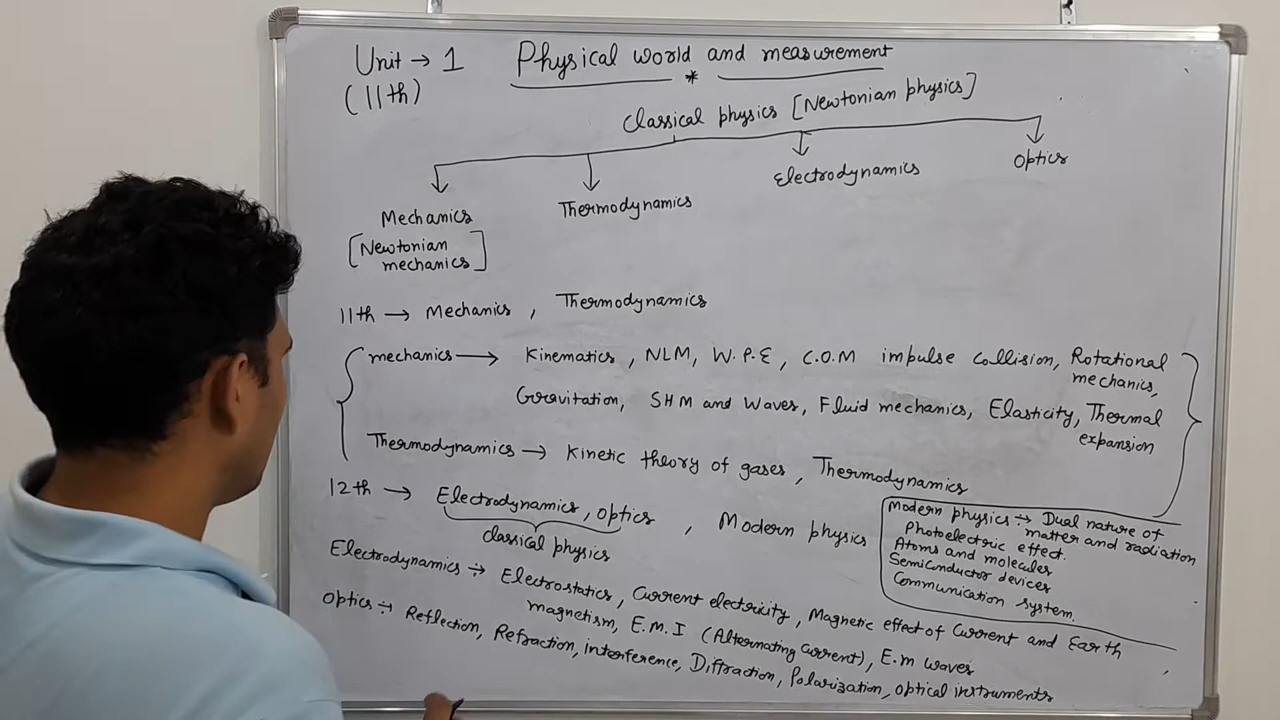 Unit → 1 Physical world and measurement
(11th) *
Classical physics [Newtonian physics]
Mechanics Thermodynamics Electrodynamics Optics
[Newtonian
mechanics]
11th → Mechanics, Thermodynamics
mechanics → Kinematics, NLM, W.P.E, C.O.M impulse collision, Rotational
mechanics,
Gravitation, SHM and Waves, Fluid mechanics, Elasticity, Thermal
expansion
Thermodynamics → Kinetic theory of gases, Thermodynamics
12th → Electrodynamics, Optics, Modern physics
classical physics
Modern physics :→ Dual nature of
matter and radiation
Photoelectric effect.
Atoms and molecules
Semiconductor devices
Communication system.
Electrodynamics :→ Electrostatics, Current electricity, Magnetic effect of Current and Earth
magnetism, E.M.I (Alternating current), E.m waves
Optics :→ Reflection, Refraction, interference, Diffraction, Polarization, optical instruments